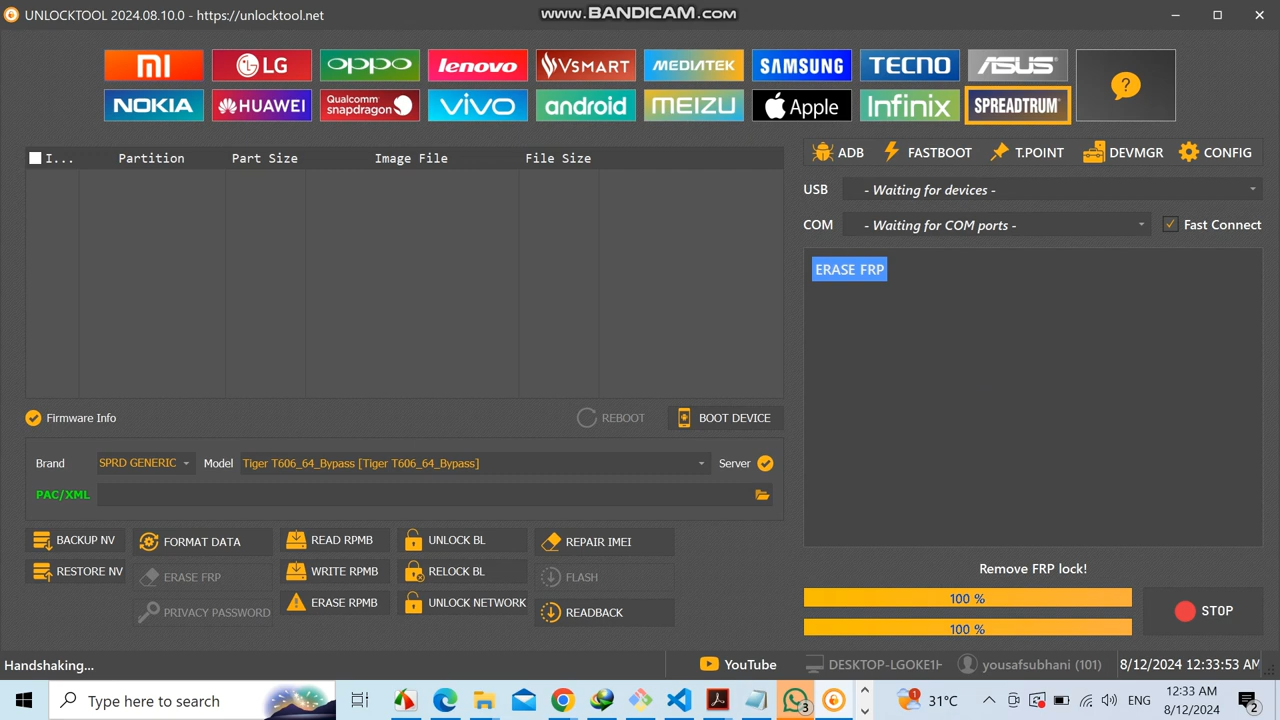 UNLOCKTOOL 2024.08.10.0 - https://unlocktool.net
www.BANDICAM.com
MI LG OPPO lenovo VSMART MEDIATEK SAMSUNG TECNO ASUS ?
NOKIA HUAWEI Qualcomm snapdragon vivo android MEIZU Apple Infinix SPREADTRUM
I... Partition Part Size Image File File Size
ADB FASTBOOT T.POINT DEVMGR CONFIG
USB - Waiting for devices -
COM - Waiting for COM ports - Fast Connect
ERASE FRP
Firmware Info REBOOT BOOT DEVICE
Brand SPRD GENERIC Model Tiger T606_64_Bypass [Tiger T606_64_Bypass] Server
PAC/XML
BACKUP NV FORMAT DATA READ RPMB UNLOCK BL REPAIR IMEI
RESTORE NV ERASE FRP WRITE RPMB RELOCK BL FLASH
PRIVACY PASSWORD ERASE RPMB UNLOCK NETWORK READBACK
Remove FRP lock!
100 %
100 %
STOP
Handshaking... YouTube DESKTOP-LGOKE1H yousafsubhani (101) 8/12/2024 12:33:53 AM
Type here to search 3 1 31°C ENG 12:33 AM
8/12/2024 2